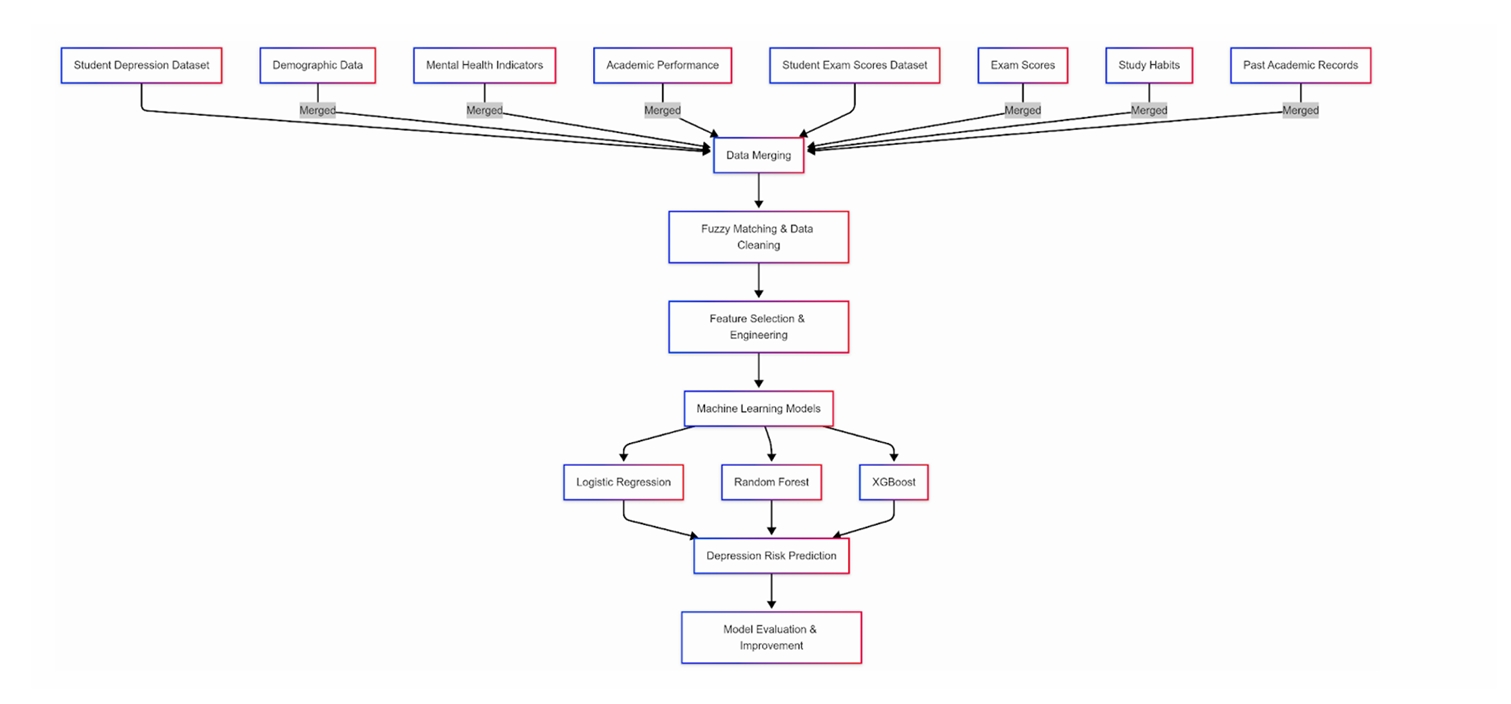 Student Depression Dataset
Demographic Data
Mental Health Indicators
Academic Performance
Student Exam Scores Dataset
Exam Scores
Study Habits
Past Academic Records
Merged
Merged
Merged
Merged
Merged
Merged
Data Merging
Fuzzy Matching & Data
Cleaning
Feature Selection &
Engineering
Machine Learning Models
Logistic Regression
Random Forest
XGBoost
Depression Risk Prediction
Model Evaluation &
Improvement